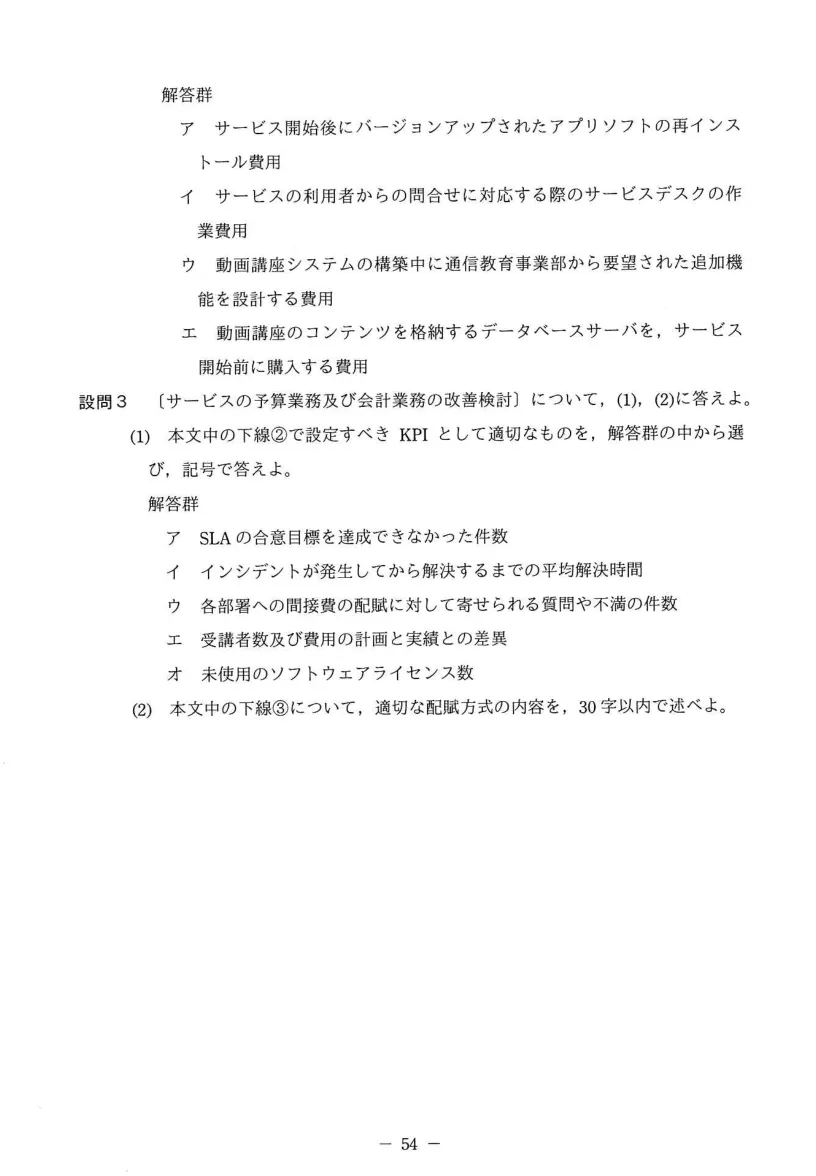 解答群
ア　サービス開始後にバージョンアップされたアプリソフトの再インス
トール費用
イ　サービスの利用者からの問合せに対応する際のサービスデスクの作
業費用
ウ　動画講座システムの構築中に通信教育事業部から要望された追加機
能を設計する費用
エ　動画講座のコンテンツを格納するデータベースサーバを，サービス
開始前に購入する費用
設問３　〔サービスの予算業務及び会計業務の改善検討〕について，(1)，(2)に答えよ。
(1)　本文中の下線②で設定すべき KPI として適切なものを，解答群の中から選
び，記号で答えよ。
解答群
ア　SLA の合意目標を達成できなかった件数
イ　インシデントが発生してから解決するまでの平均解決時間
ウ　各部署への間接費の配賦に対して寄せられる質問や不満の件数
エ　受講者数及び費用の計画と実績との差異
オ　未使用のソフトウェアライセンス数
(2)　本文中の下線③について，適切な配賦方式の内容を，30 字以内で述べよ。
－ 54 －